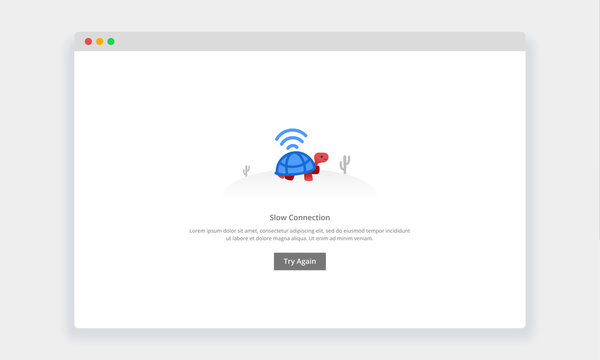 Slow Connection
Lorem ipsum dolor sit amet, consectetur adipiscing elit, sed do eiusmod tempor incididunt
ut labore et dolore magna aliqua. Ut enim ad minim veniam.
Try Again